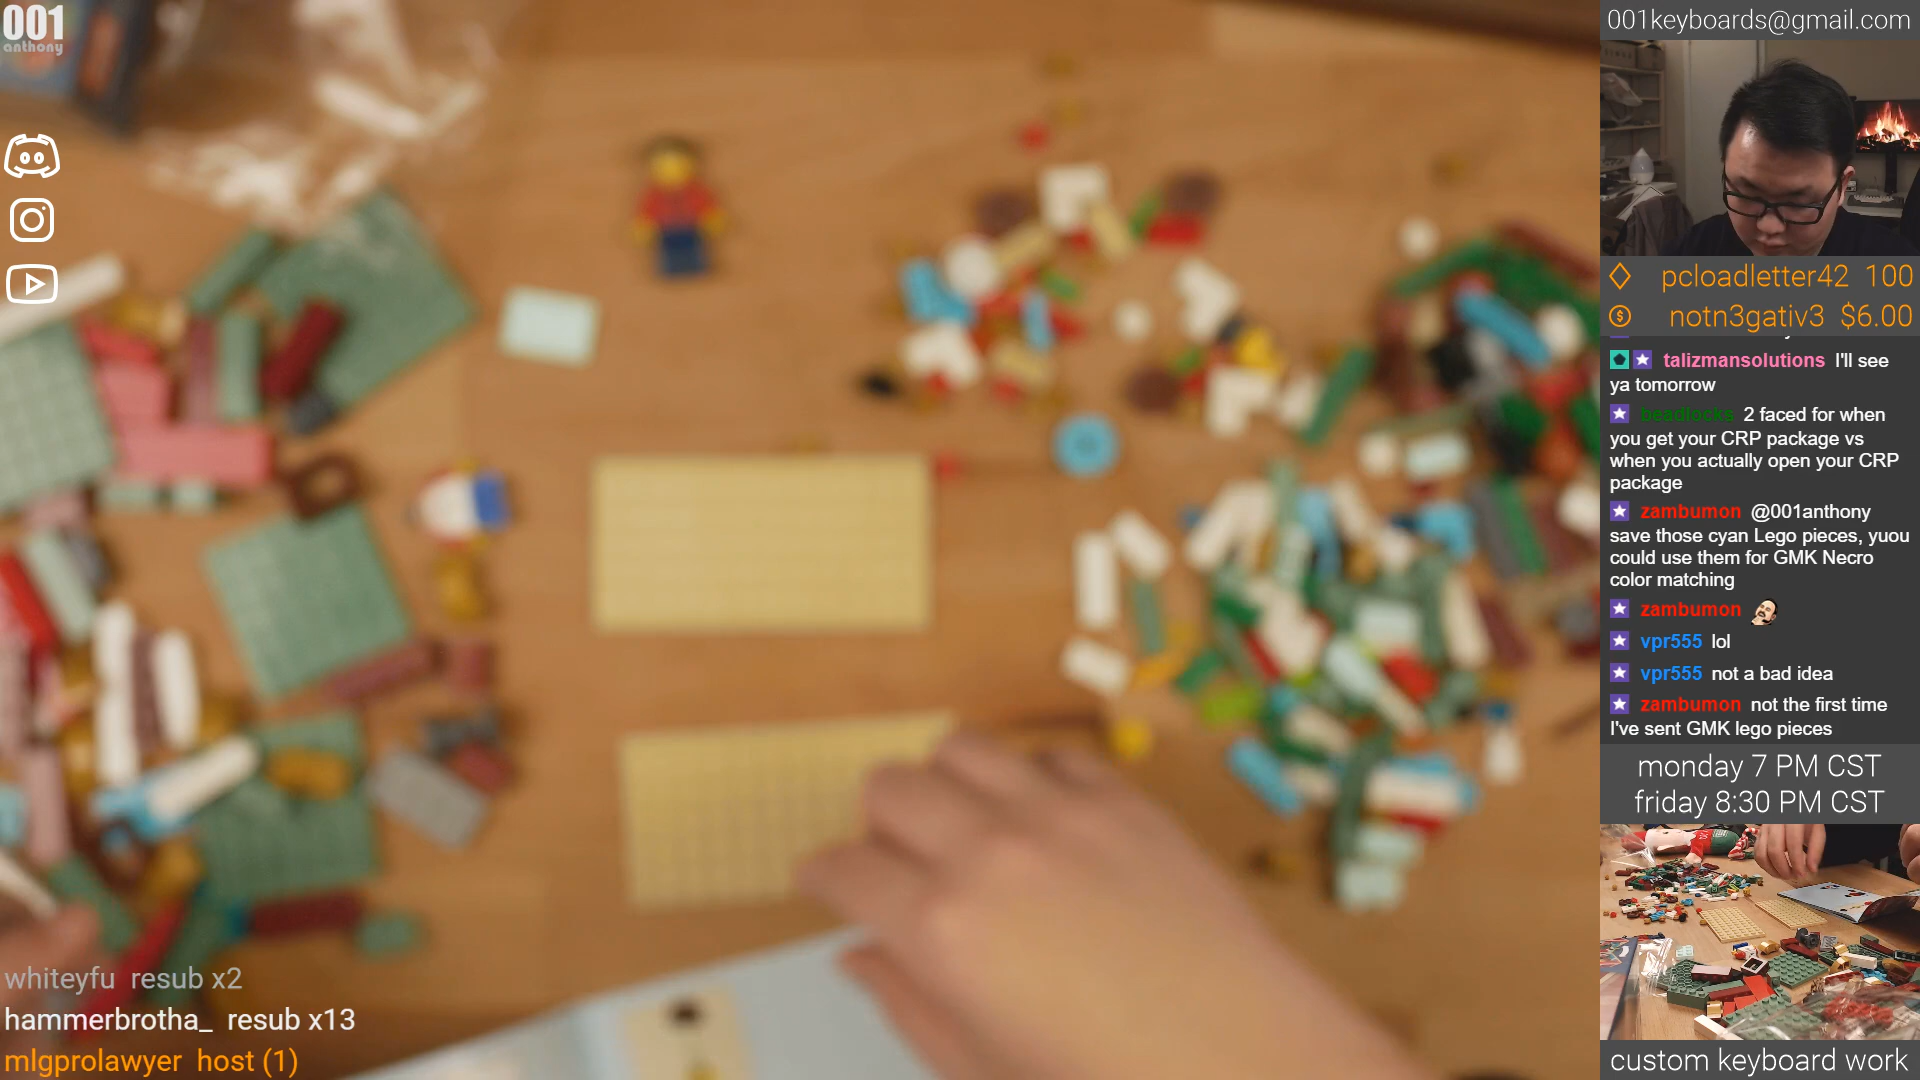 001
anthony
whiteyfu resub x2
hammerbrotha_ resub x13
mlgprolawyer host (1)
001keyboards@gmail.com
pcloadletter42 100
notn3gativ3 $6.00
talizmansolutions I'll see
ya tomorrow
beadlocks 2 faced for when
you get your CRP package vs
when you actually open your CRP
package
zambumon @001anthony
save those cyan Lego pieces, yuou
could use them for GMK Necro
color matching
zambumon
vpr555 lol
vpr555 not a bad idea
zambumon not the first time
I've sent GMK lego pieces
monday 7 PM CST
friday 8:30 PM CST
custom keyboard work